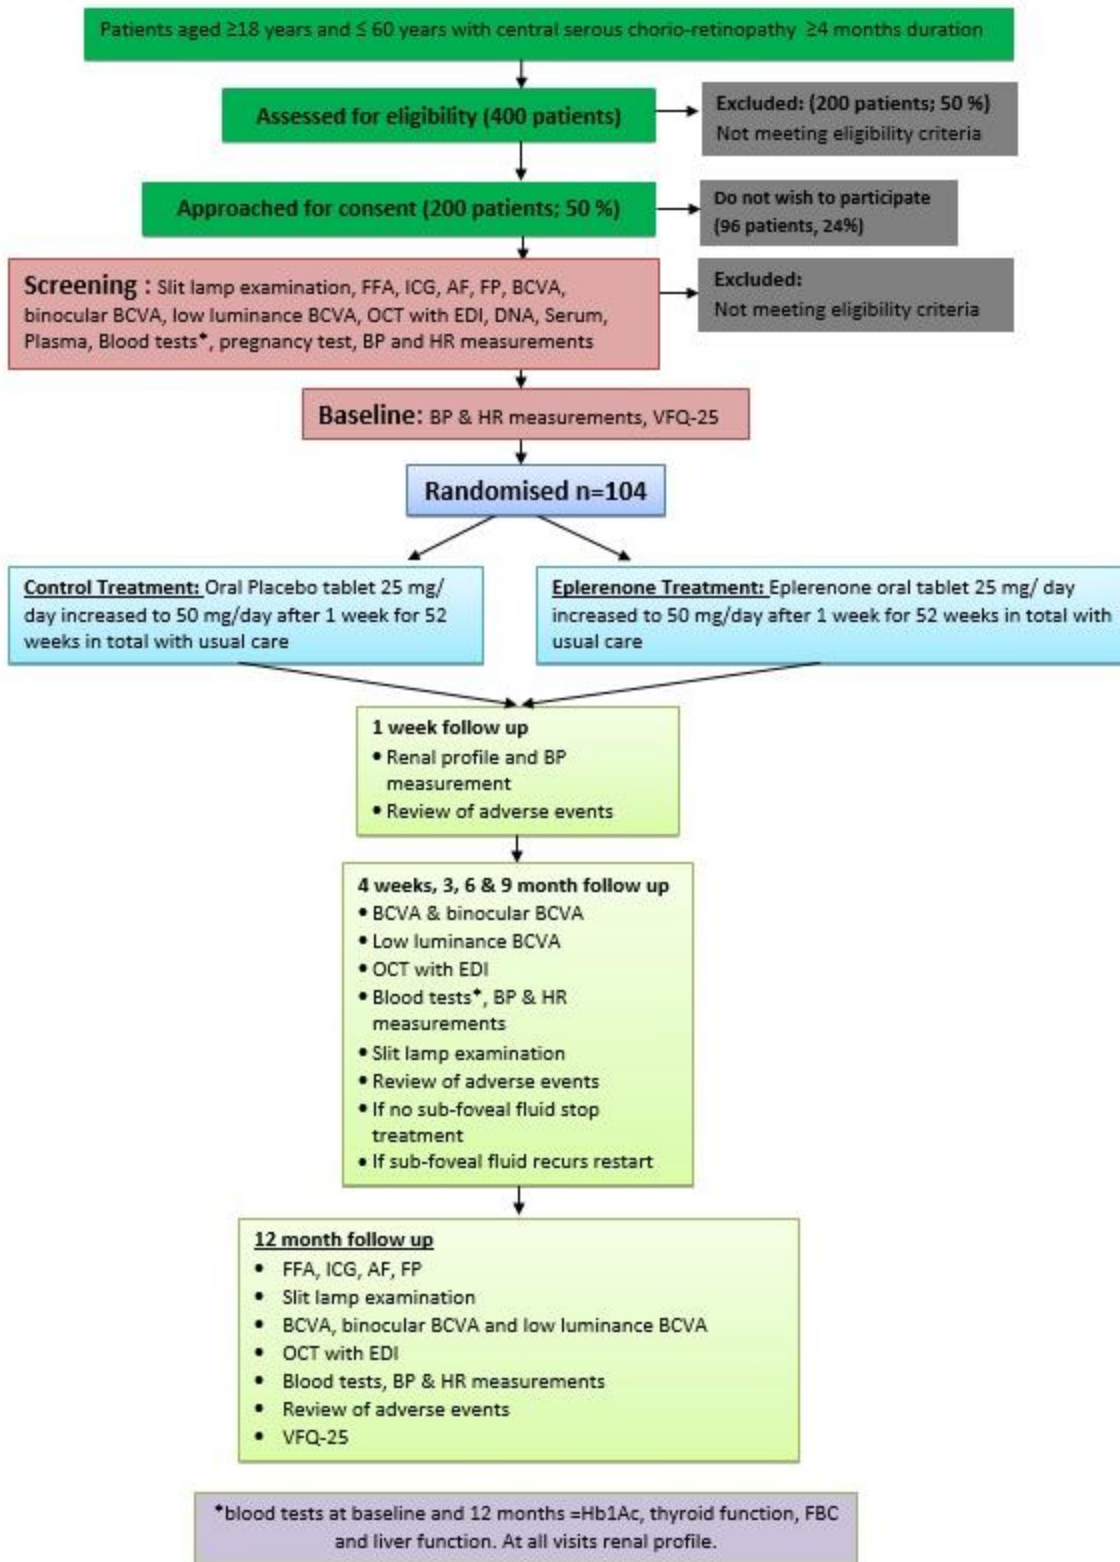 Patients aged ≥18 years and ≤ 60 years with central serous chorio-retinopathy ≥4 months duration
Assessed for eligibility (400 patients)
Excluded: (200 patients; 50 %)
Not meeting eligibility criteria
Approached for consent (200 patients; 50 %)
Do not wish to participate
(96 patients, 24%)
Screening : Slit lamp examination, FFA, ICG, AF, FP, BCVA,
binocular BCVA, low luminance BCVA, OCT with EDI, DNA, Serum,
Plasma, Blood tests*, pregnancy test, BP and HR measurements
Excluded:
Not meeting eligibility criteria
Baseline: BP & HR measurements, VFQ-25
Randomised n=104
Control Treatment: Oral Placebo tablet 25 mg/
day increased to 50 mg/day after 1 week for 52
weeks in total with usual care
Eplerenone Treatment: Eplerenone oral tablet 25 mg/ day
increased to 50 mg/day after 1 week for 52 weeks in total with
usual care
1 week follow up
• Renal profile and BP
measurement
• Review of adverse events
4 weeks, 3, 6 & 9 month follow up
• BCVA & binocular BCVA
• Low luminance BCVA
• OCT with EDI
• Blood tests*, BP & HR
measurements
• Slit lamp examination
• Review of adverse events
• If no sub-foveal fluid stop
treatment
• If sub-foveal fluid recurs restart
12 month follow up
• FFA, ICG, AF, FP
• Slit lamp examination
• BCVA, binocular BCVA and low luminance BCVA
• OCT with EDI
• Blood tests, BP & HR measurements
• Review of adverse events
• VFQ-25
*blood tests at baseline and 12 months =Hb1Ac, thyroid function, FBC
and liver function. At all visits renal profile.